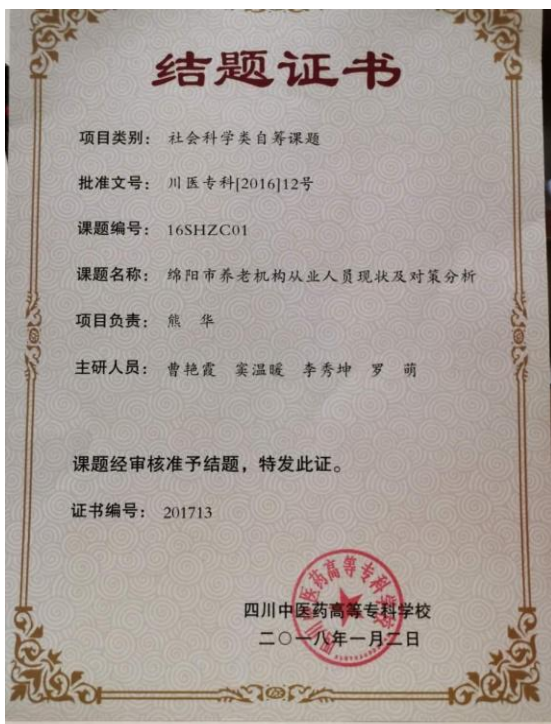 结题证书
项目类别：社会科学类自筹课题
批准文号：川医专科[2016]12号
课题编号：16SHZC01
课题名称：绵阳市养老机构从业人员现状及对策分析
项目负责：熊 华
主研人员：曹艳霞 窦温暖 李秀坤 罗 萌
课题经审核准予结题，特发此证。
证书编号：201713
四川中医药高等专科学校
二〇一八年一月二日